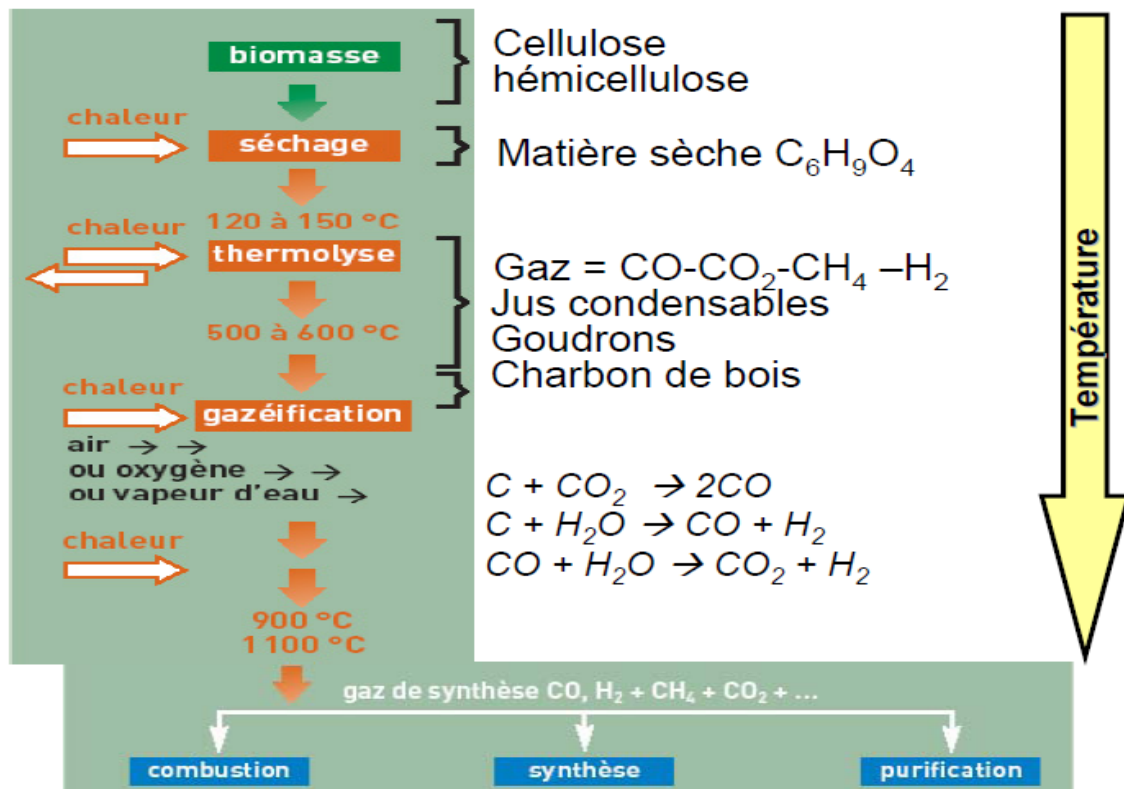 biomasse
Cellulose
hémicellulose
chaleur
séchage
Matière sèche C₆H₉O₄
120 à 150 °C
chaleur
thermolyse
Gaz = CO-CO₂-CH₄ –H₂
Jus condensables
Goudrons
500 à 600 °C
Charbon de bois
chaleur
gazéification
air → →
ou oxygène → →
ou vapeur d'eau →
C + CO₂ → 2CO
C + H₂O → CO + H₂
CO + H₂O → CO₂ + H₂
chaleur
900 °C
1100 °C
Température
gaz de synthèse CO, H₂ + CH₄ + CO₂ + ...
combustion
synthèse
purification